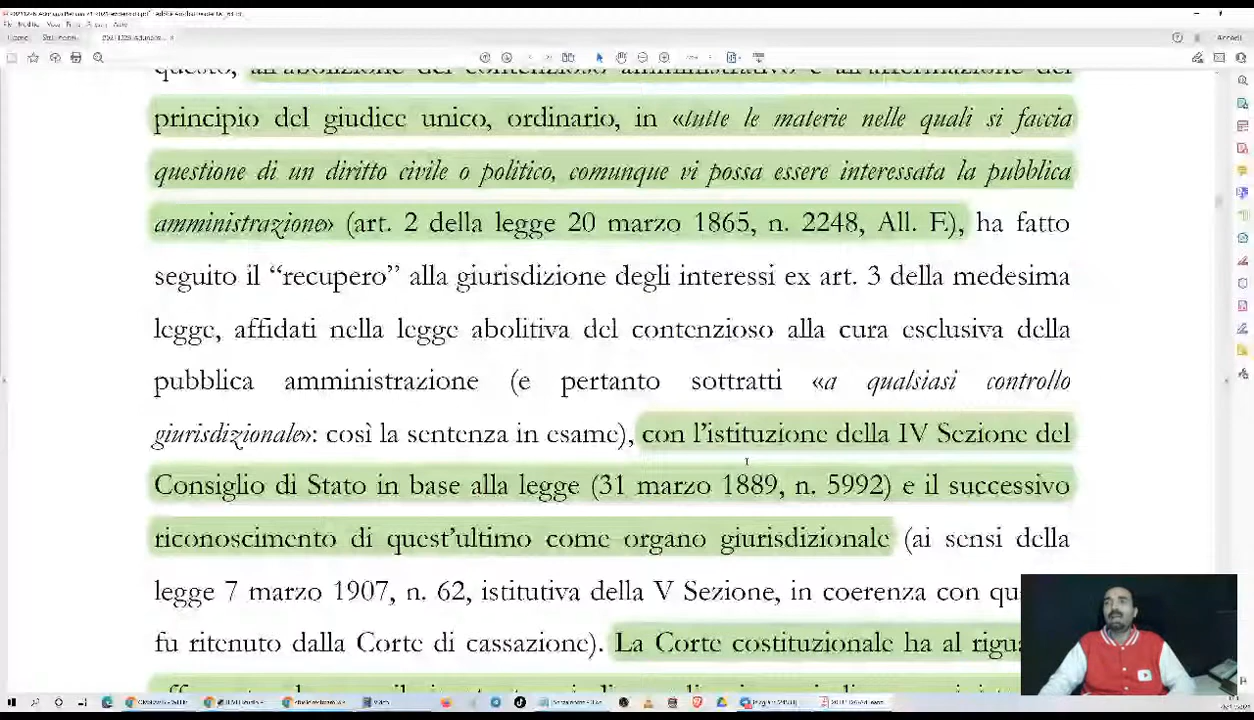 principio del giudice unico, ordinario, in «tutte le materie nelle quali si faccia
questione di un diritto civile o politico, comunque vi possa essere interessata la pubblica
amministrazione» (art. 2 della legge 20 marzo 1865, n. 2248, All. E), ha fatto
seguito il “recupero” alla giurisdizione degli interessi ex art. 3 della medesima
legge, affidati nella legge abolitiva del contenzioso alla cura esclusiva della
pubblica amministrazione (e pertanto sottratti «a qualsiasi controllo
giurisdizionale»: così la sentenza in esame), con l’istituzione della IV Sezione del
Consiglio di Stato in base alla legge (31 marzo 1889, n. 5992) e il successivo
riconoscimento di quest’ultimo come organo giurisdizionale (ai sensi della
legge 7 marzo 1907, n. 62, istitutiva della V Sezione, in coerenza con
fu ritenuto dalla Corte di cassazione). La Corte costituzionale ha al